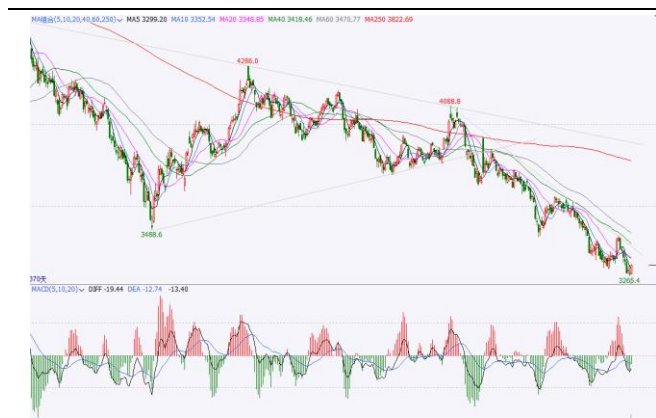 MA组合(5,10,20,40,60,250) MA5 3299.20 MA10 3352.54 MA20 3348.85 MA40 3418.46 MA60 3470.77 MA250 3822.69
4286.0
4088.8
3488.6
3265.4
370天
MACD(5,10,20) DIFF -19.44 DEA -12.74 -13.40